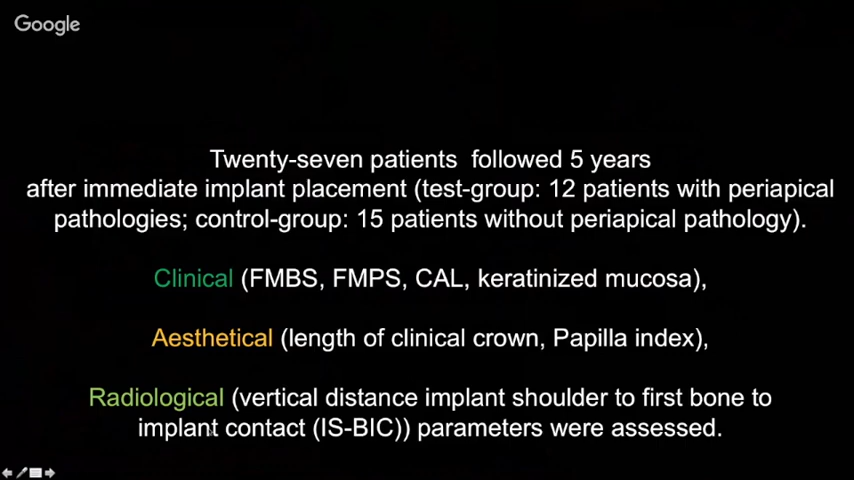 Google
Twenty-seven patients followed 5 years
after immediate implant placement (test-group: 12 patients with periapical
pathologies; control-group: 15 patients without periapical pathology).
Clinical (FMBS, FMPS, CAL, keratinized mucosa),
Aesthetical (length of clinical crown, Papilla index),
Radiological (vertical distance implant shoulder to first bone to
implant contact (IS-BIC)) parameters were assessed.